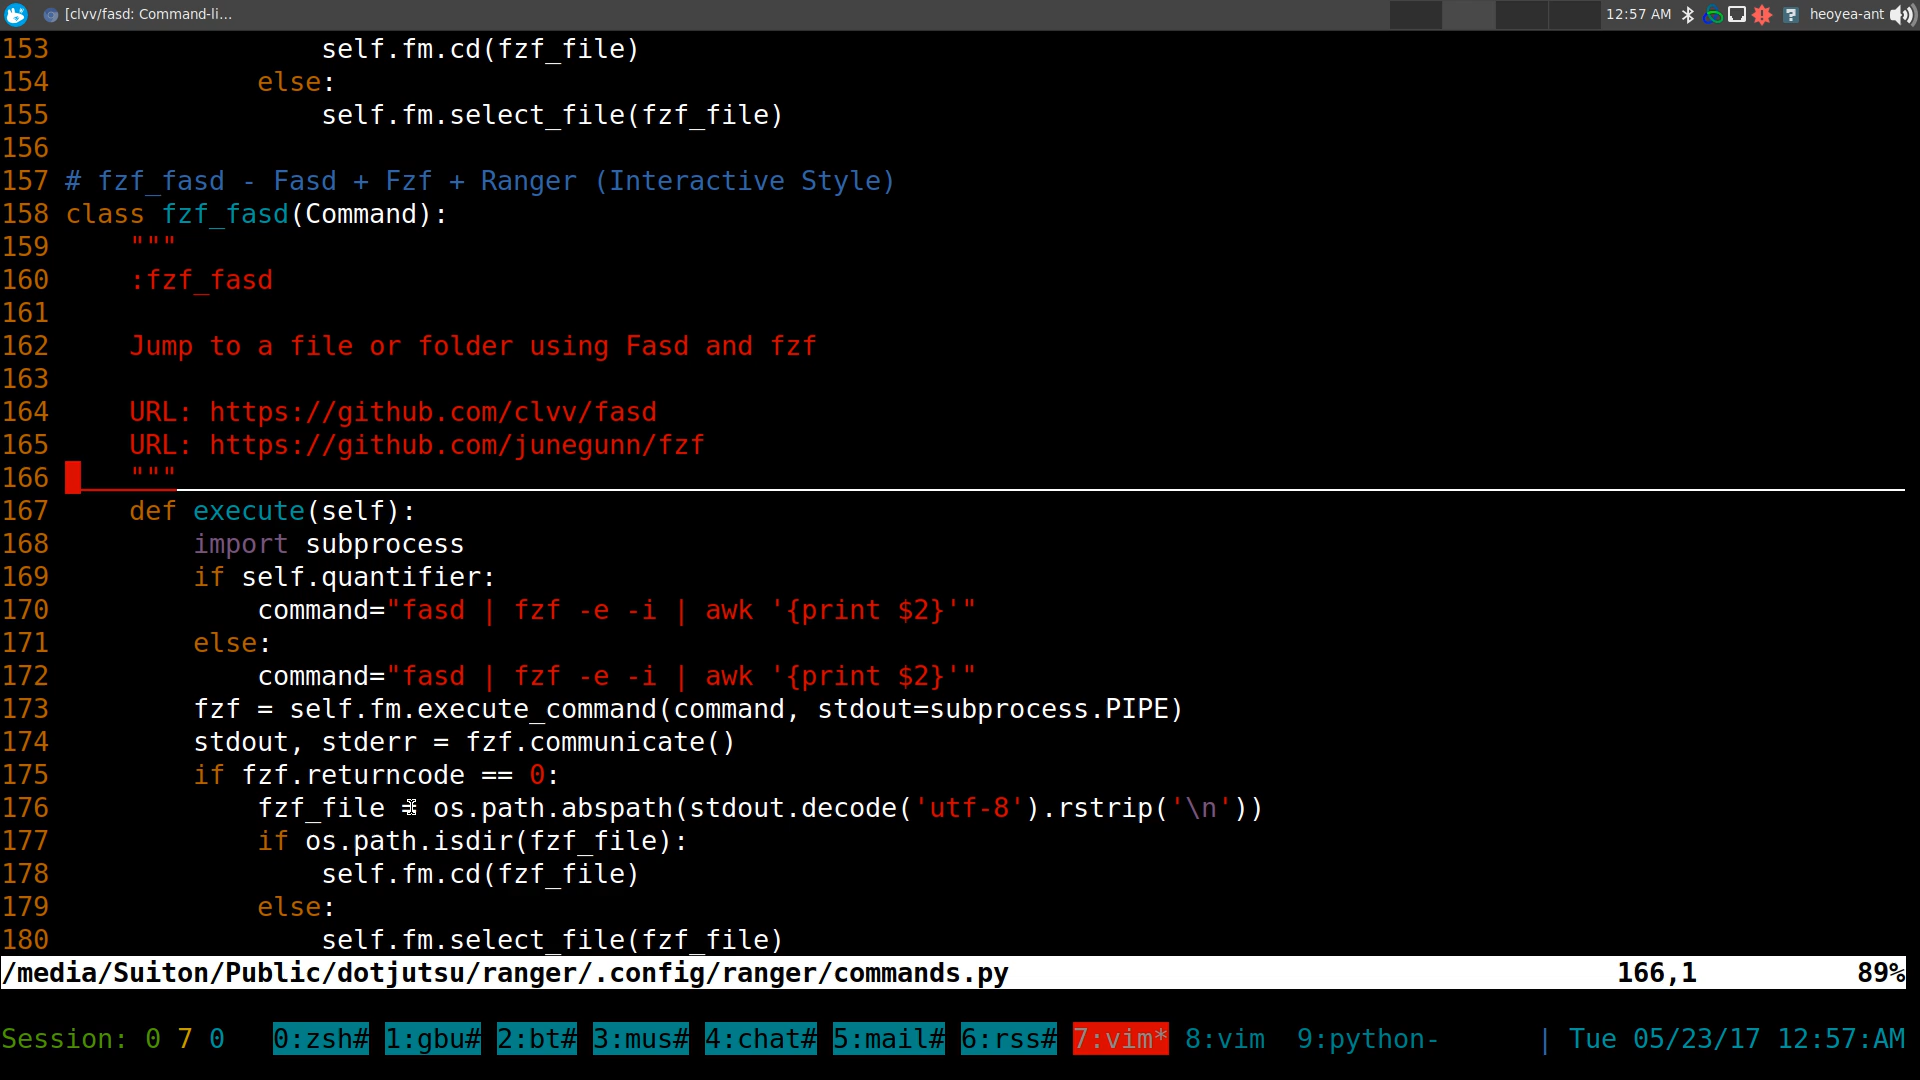 [clvv/fasd: Command-li... 12:57 AM heoyea-ant
153                 self.fm.cd(fzf_file)
154             else:
155                 self.fm.select_file(fzf_file)
156
157 # fzf_fasd - Fasd + Fzf + Ranger (Interactive Style)
158 class fzf_fasd(Command):
159     """
160     :fzf_fasd
161
162     Jump to a file or folder using Fasd and fzf
163
164     URL: https://github.com/clvv/fasd
165     URL: https://github.com/junegunn/fzf
166     """
167     def execute(self):
168         import subprocess
169         if self.quantifier:
170             command="fasd | fzf -e -i | awk '{print $2}'"
171         else:
172             command="fasd | fzf -e -i | awk '{print $2}'"
173         fzf = self.fm.execute_command(command, stdout=subprocess.PIPE)
174         stdout, stderr = fzf.communicate()
175         if fzf.returncode == 0:
176             fzf_file = os.path.abspath(stdout.decode('utf-8').rstrip('\n'))
177             if os.path.isdir(fzf_file):
178                 self.fm.cd(fzf_file)
179             else:
180                 self.fm.select_file(fzf_file)
/media/Suiton/Public/dotjutsu/ranger/.config/ranger/commands.py 166,1 89%
Session: 0 7 0 0:zsh# 1:gbu# 2:bt# 3:mus# 4:chat# 5:mail# 6:rss# 7:vim* 8:vim 9:python- | Tue 05/23/17 12:57:AM